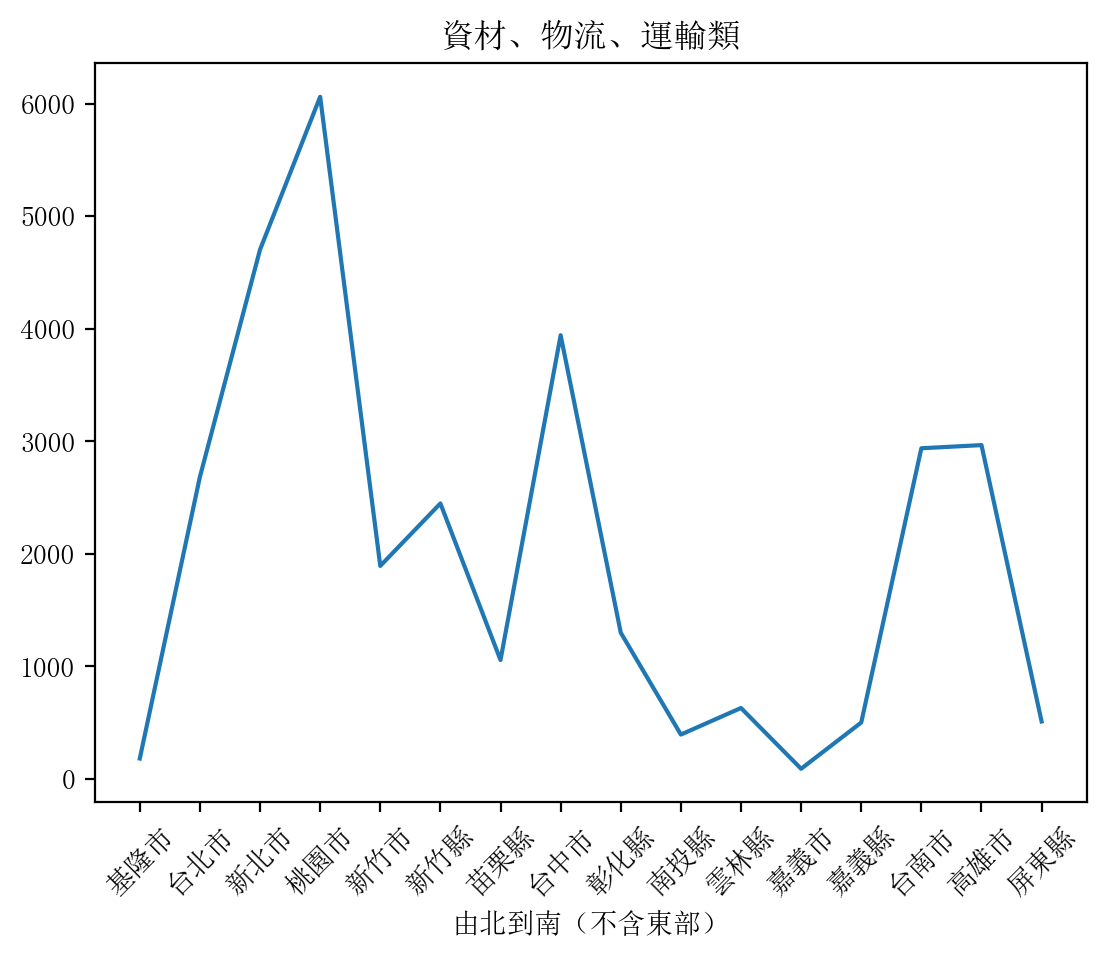 資材、物流、運輸類
6000
5000
4000
3000
2000
1000
0
基隆市
台北市
新北市
桃園市
新竹市
新竹縣
苗栗縣
台中市
彰化縣
南投縣
雲林縣
嘉義市
嘉義縣
台南市
高雄市
屏東縣
由北到南（不含東部）